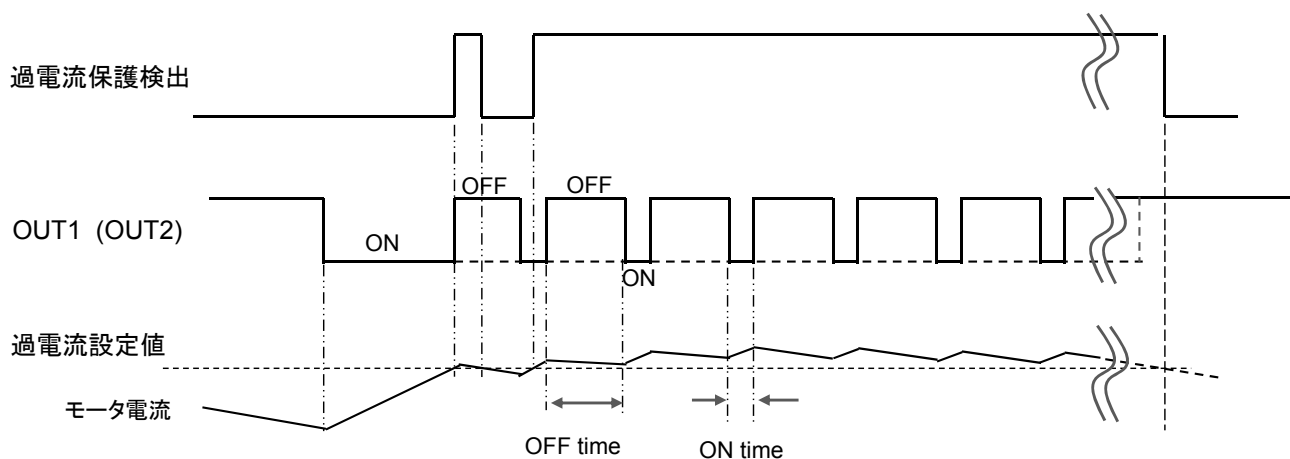 過電流保護検出
OFF
OFF
OUT1 (OUT2)
ON
ON
過電流設定値
モータ電流
OFF time
ON time